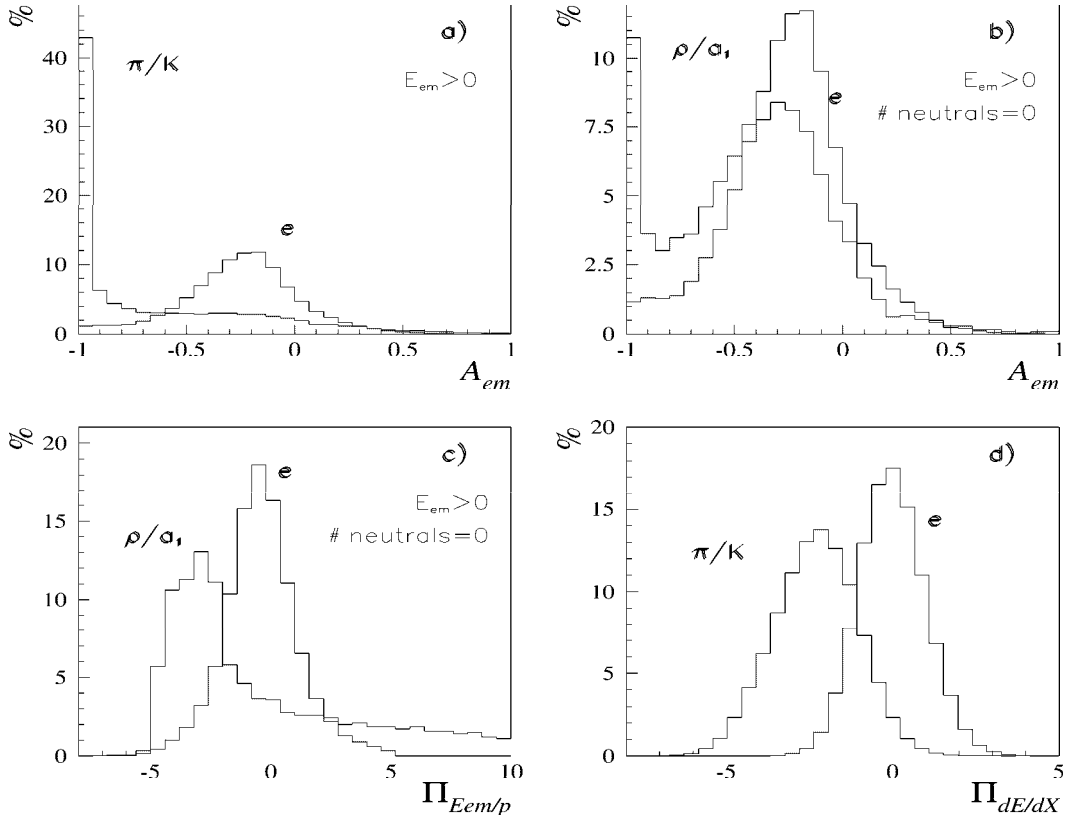 %
a)
40
π/K
E_em>0
30
20
e
10
0
-1 -0.5 0 0.5 1
A_em
%
b)
10
ρ/a₁
E_em>0
e
# neutrals=0
7.5
5
2.5
0
-1 -0.5 0 0.5 1
A_em
%
20
c)
e
E_em>0
15
ρ/a₁
# neutrals=0
10
5
0
-5 0 5 10
Π_Eem/p
%
20
d)
15
e
π/K
10
5
0
-5 0 5
Π_dE/dX